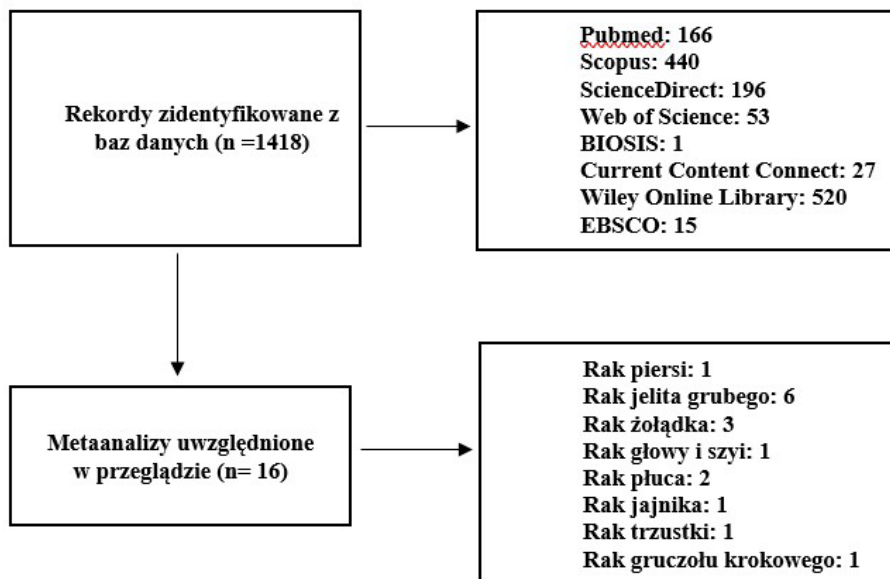 Rekordy zidentyfikowane z
baz danych (n =1418)
Pubmed: 166
Scopus: 440
ScienceDirect: 196
Web of Science: 53
BIOSIS: 1
Current Content Connect: 27
Wiley Online Library: 520
EBSCO: 15
Metaanalizy uwzględnione
w przeglądzie (n= 16)
Rak piersi: 1
Rak jelita grubego: 6
Rak żołądka: 3
Rak głowy i szyi: 1
Rak płuca: 2
Rak jajnika: 1
Rak trzustki: 1
Rak gruczołu krokowego: 1